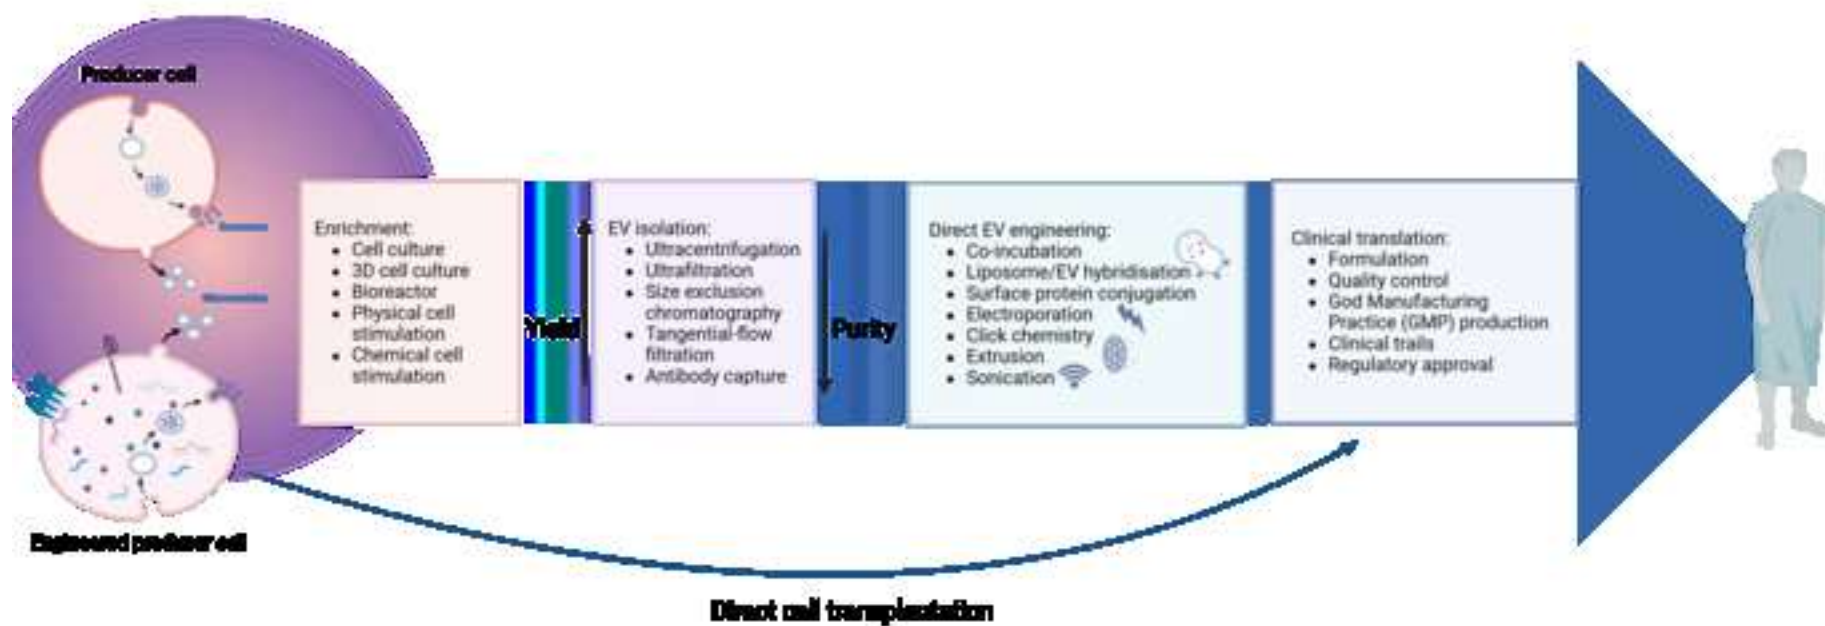 Producer cell
Enrichment:
• Cell culture
• 3D cell culture
• Bioreactor
• Physical cell
stimulation
• Chemical cell
stimulation
Yield
EV isolation:
• Ultracentrifugation
• Ultrafiltration
• Size exclusion
chromatography
• Tangential-flow
filtration
• Antibody capture
Purity
Direct EV engineering:
• Co-incubation
• Liposome/EV hybridisation
• Surface protein conjugation
• Electroporation
• Click chemistry
• Extrusion
• Sonication
Clinical translation:
• Formulation
• Quality control
• God Manufacturing
Practice (GMP) production
• Clinical trails
• Regulatory approval
Engineered producer cell
Direct cell transplantation